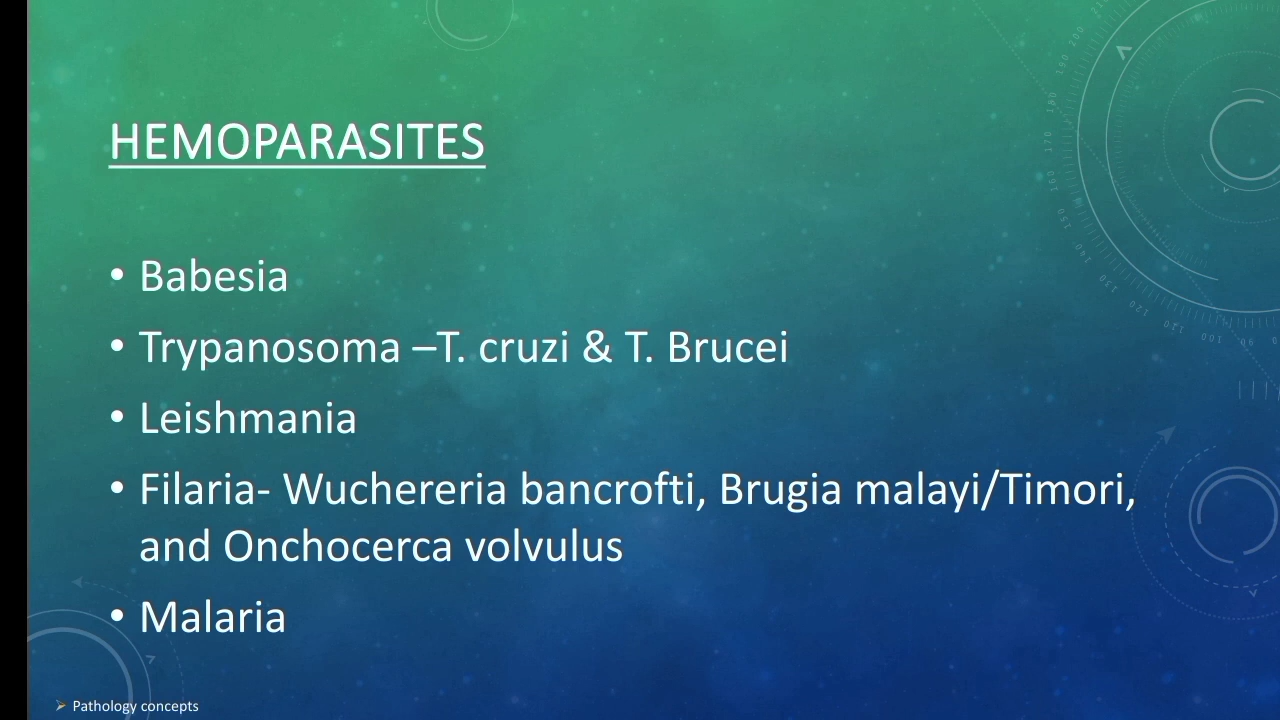 HEMOPARASITES
• Babesia
• Trypanosoma –T. cruzi & T. Brucei
• Leishmania
• Filaria- Wuchereria bancrofti, Brugia malayi/Timori,
and Onchocerca volvulus
• Malaria
➢ Pathology concepts